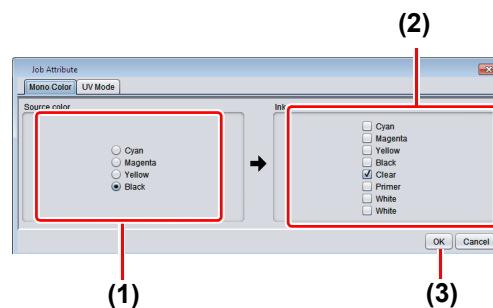 (2)
Job Attribute
Mono Color UV Mode
Source color
Ink
Cyan
Magenta
Yellow
Black
Cyan
Magenta
Yellow
Black
Clear
Primer
White
White
OK Cancel
(1)
(3)